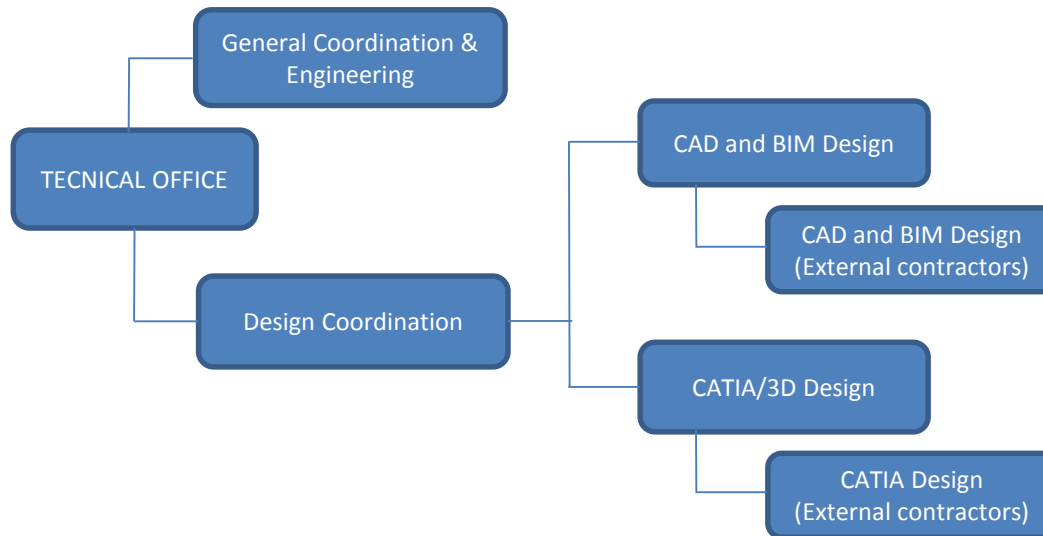 General Coordination &
Engineering
TECNICAL OFFICE
Design Coordination
CAD and BIM Design
CAD and BIM Design
(External contractors)
CATIA/3D Design
CATIA Design
(External contractors)